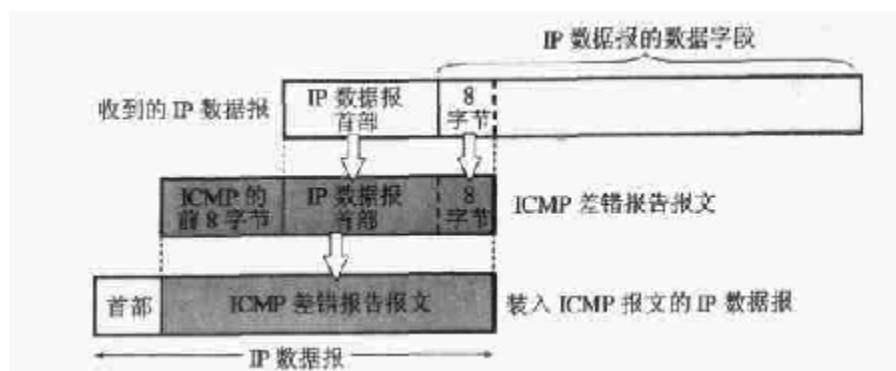 IP 数据报的数据字段
收到的 IP 数据报
IP 数据报
首部
8
字节
ICMP 的
前 8 字节
IP 数据报
首部
8
字节
ICMP 差错报告报文
首部
ICMP 差错报告报文
装入 ICMP 报文的 IP 数据报
IP 数据报